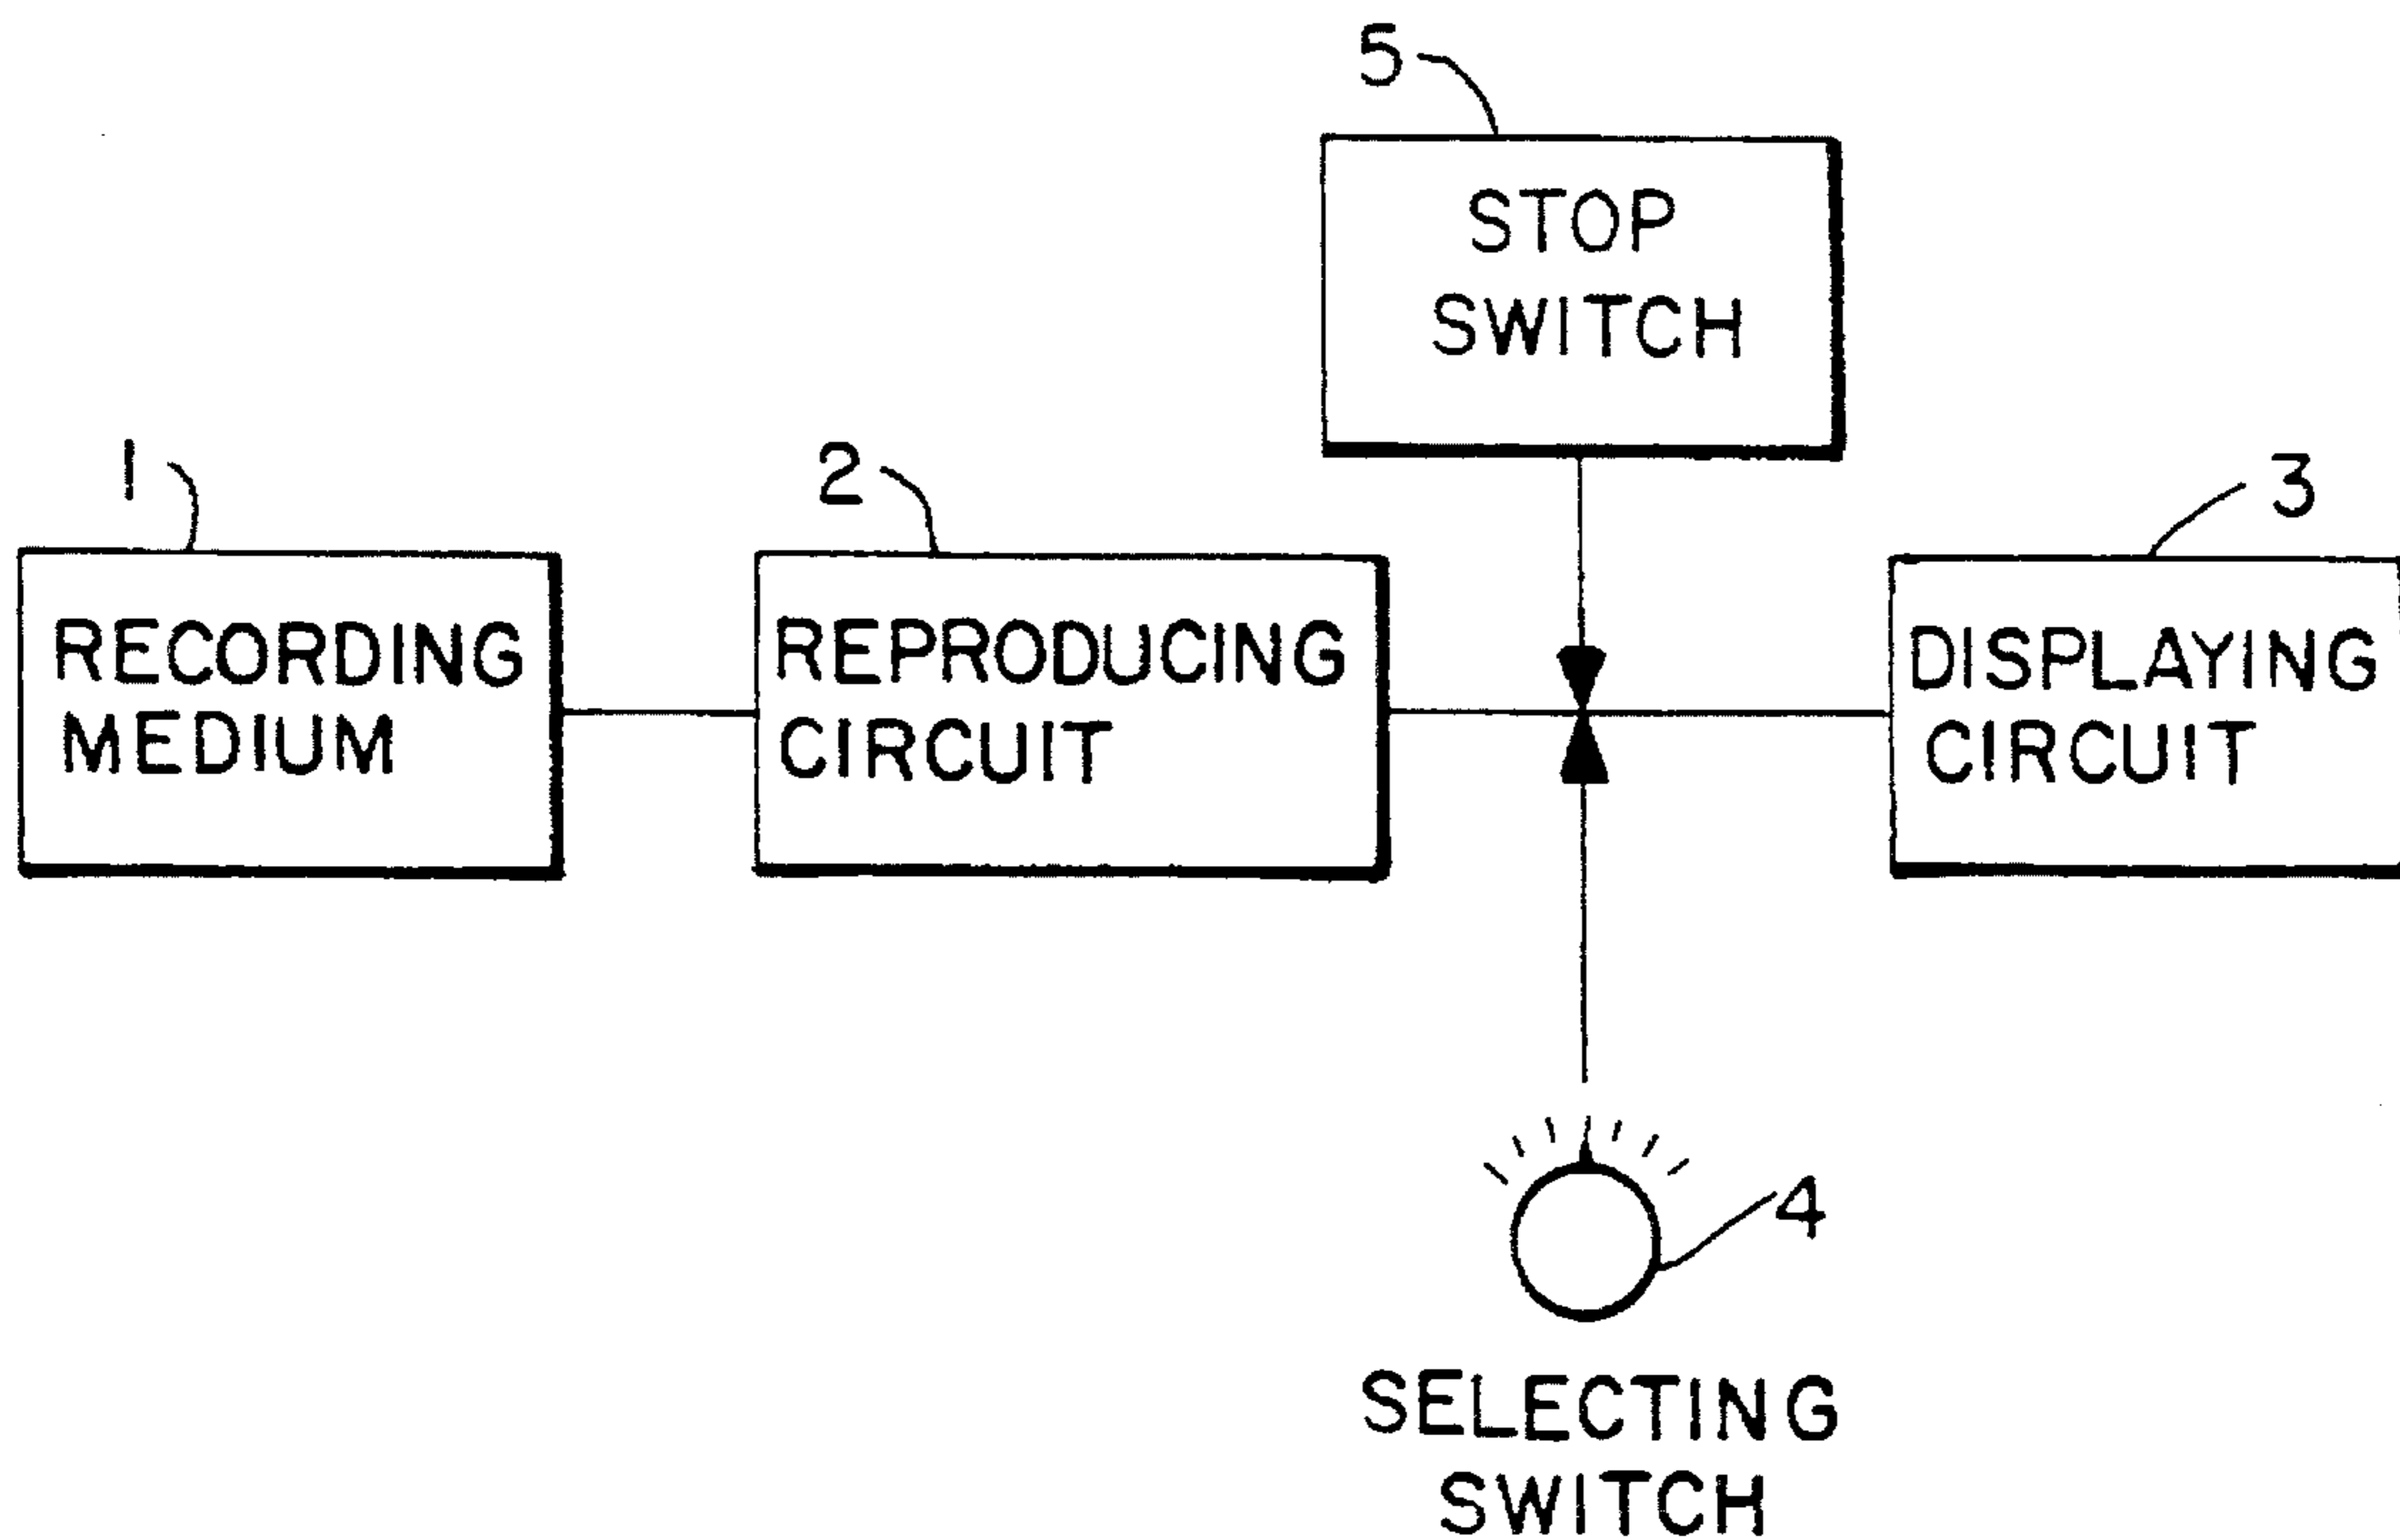 5
STOP
SWITCH
1
2
3
RECORDING
MEDIUM
REPRODUCING
CIRCUIT
DISPLAYING
CIRCUIT
4
SELECTING
SWITCH